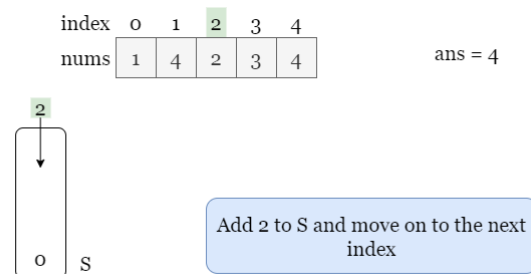 index 0 1 2 3 4
nums 1 4 2 3 4
ans = 4
2
0 S
Add 2 to S and move on to the next
index